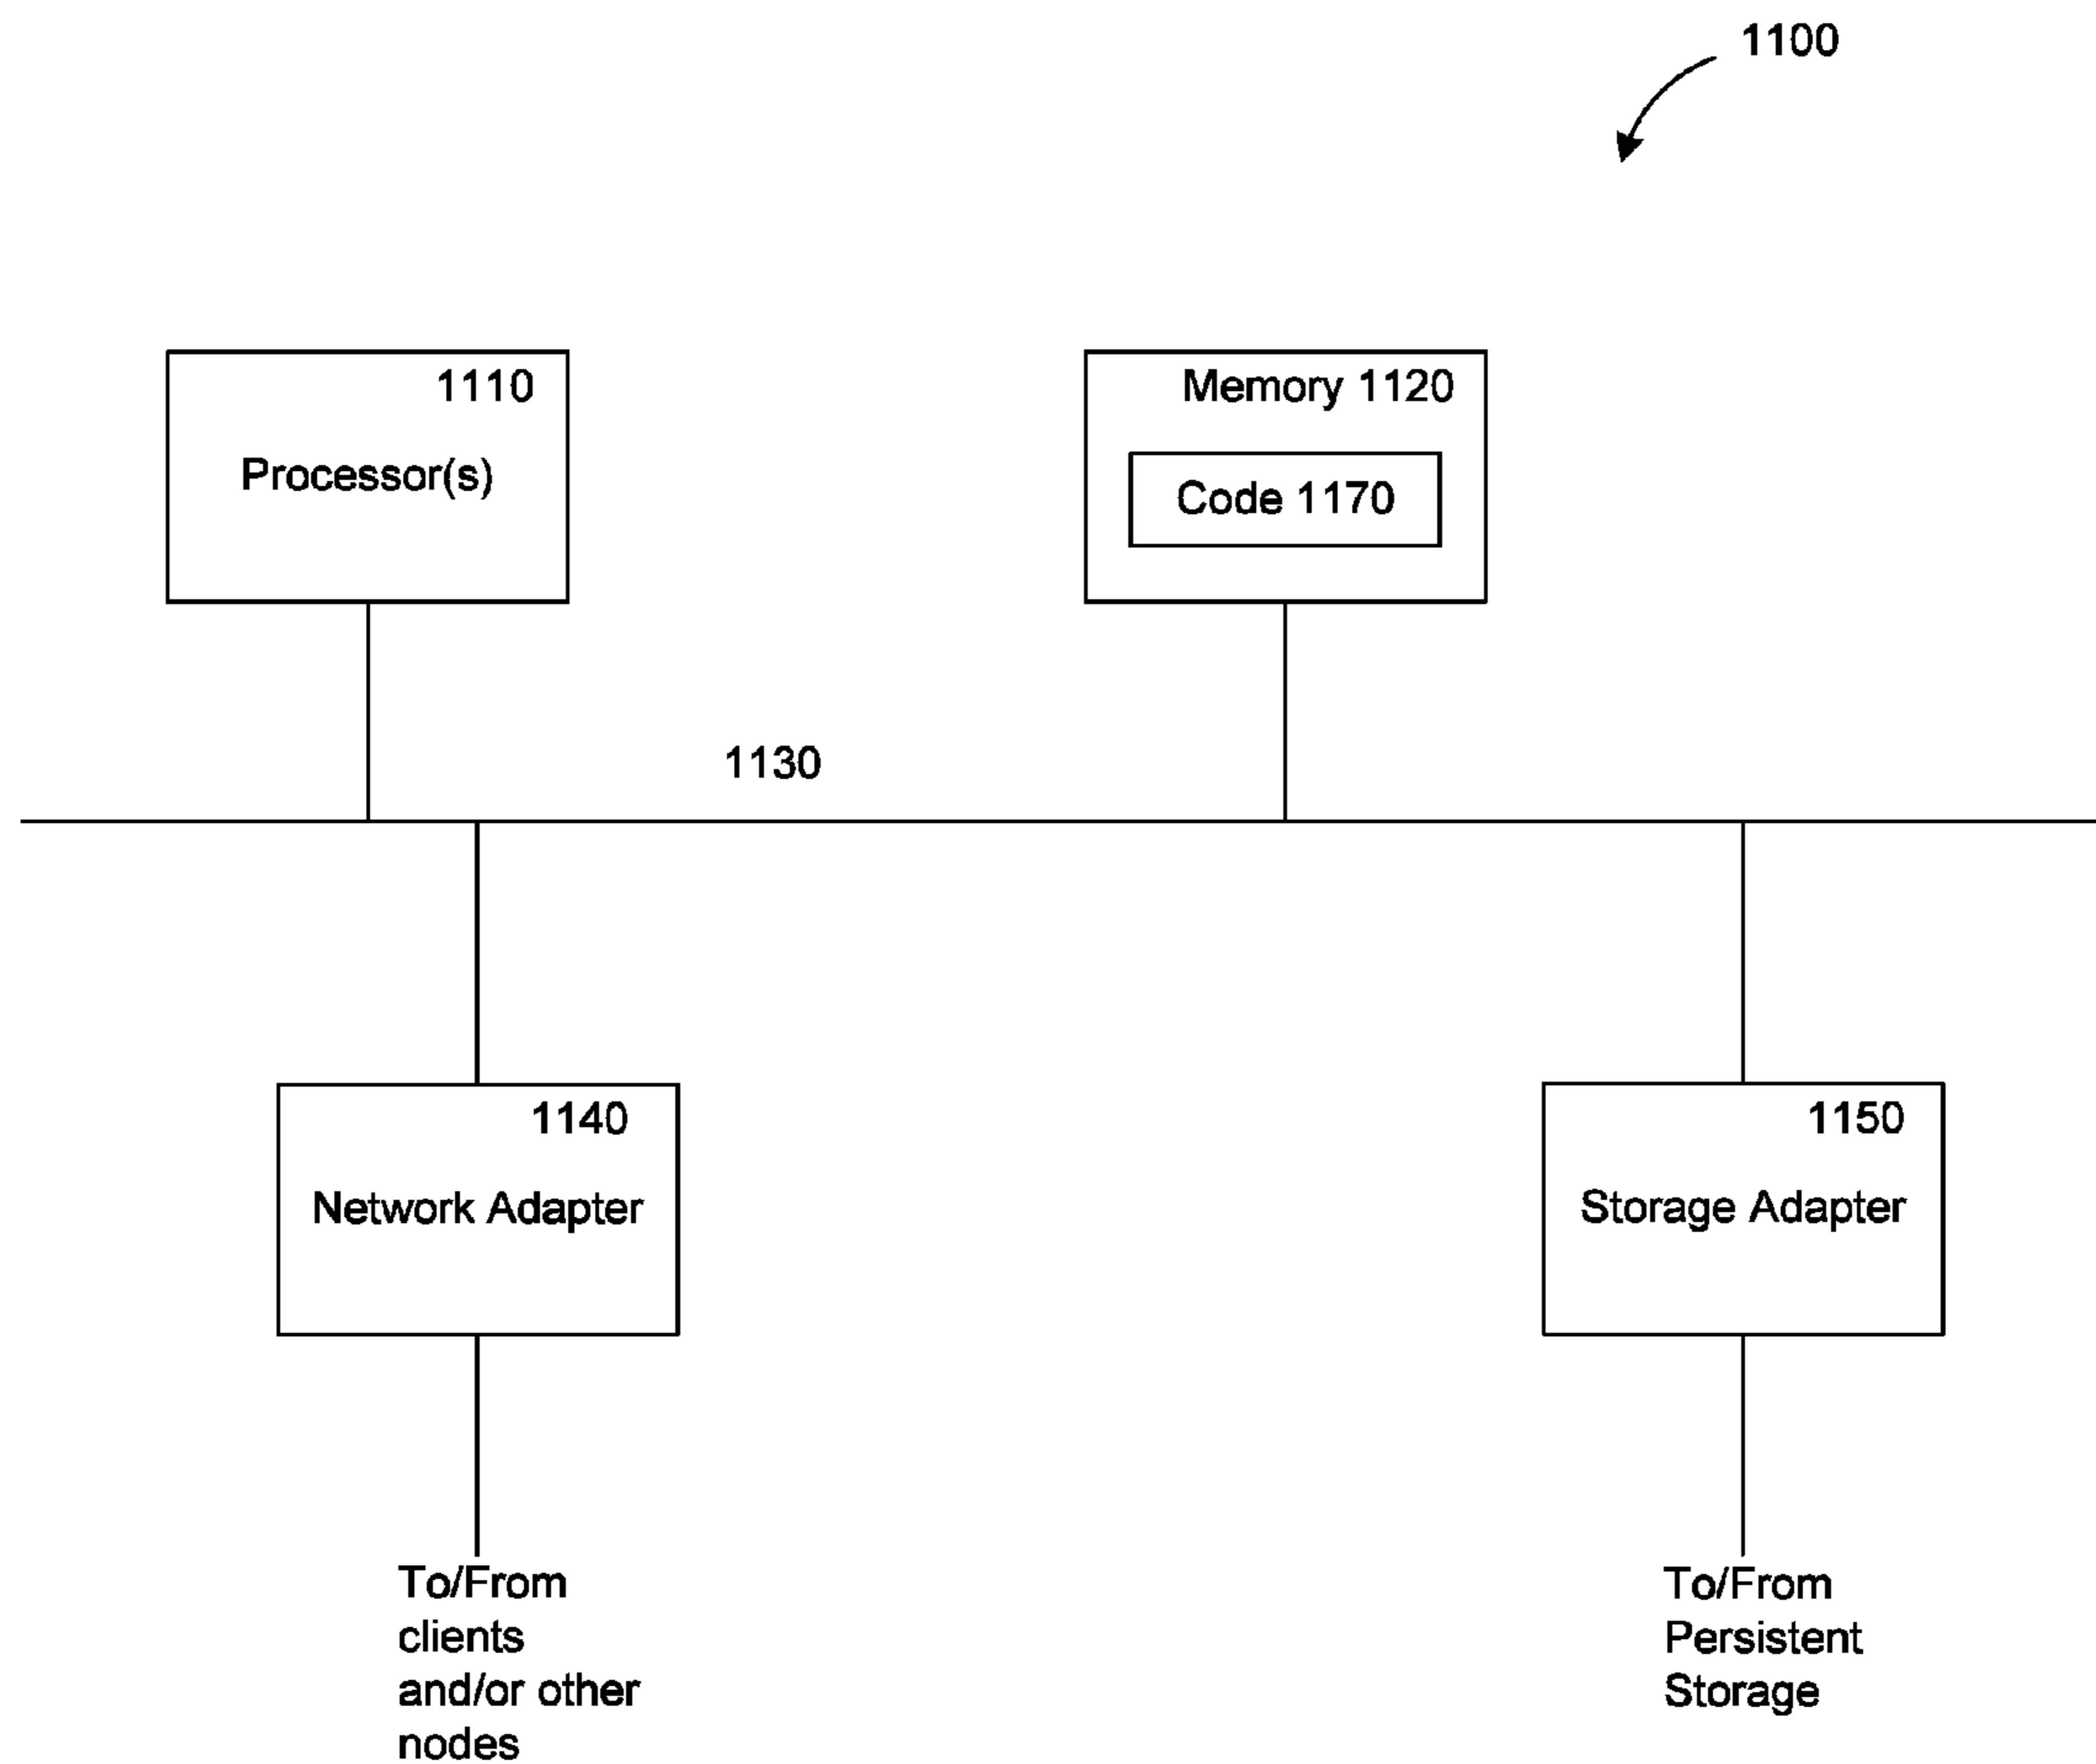 1100
1110
Processor(s)
Memory 1120
Code 1170
1130
1140
Network Adapter
1150
Storage Adapter
To/From
clients
and/or other
nodes
To/From
Persistent
Storage